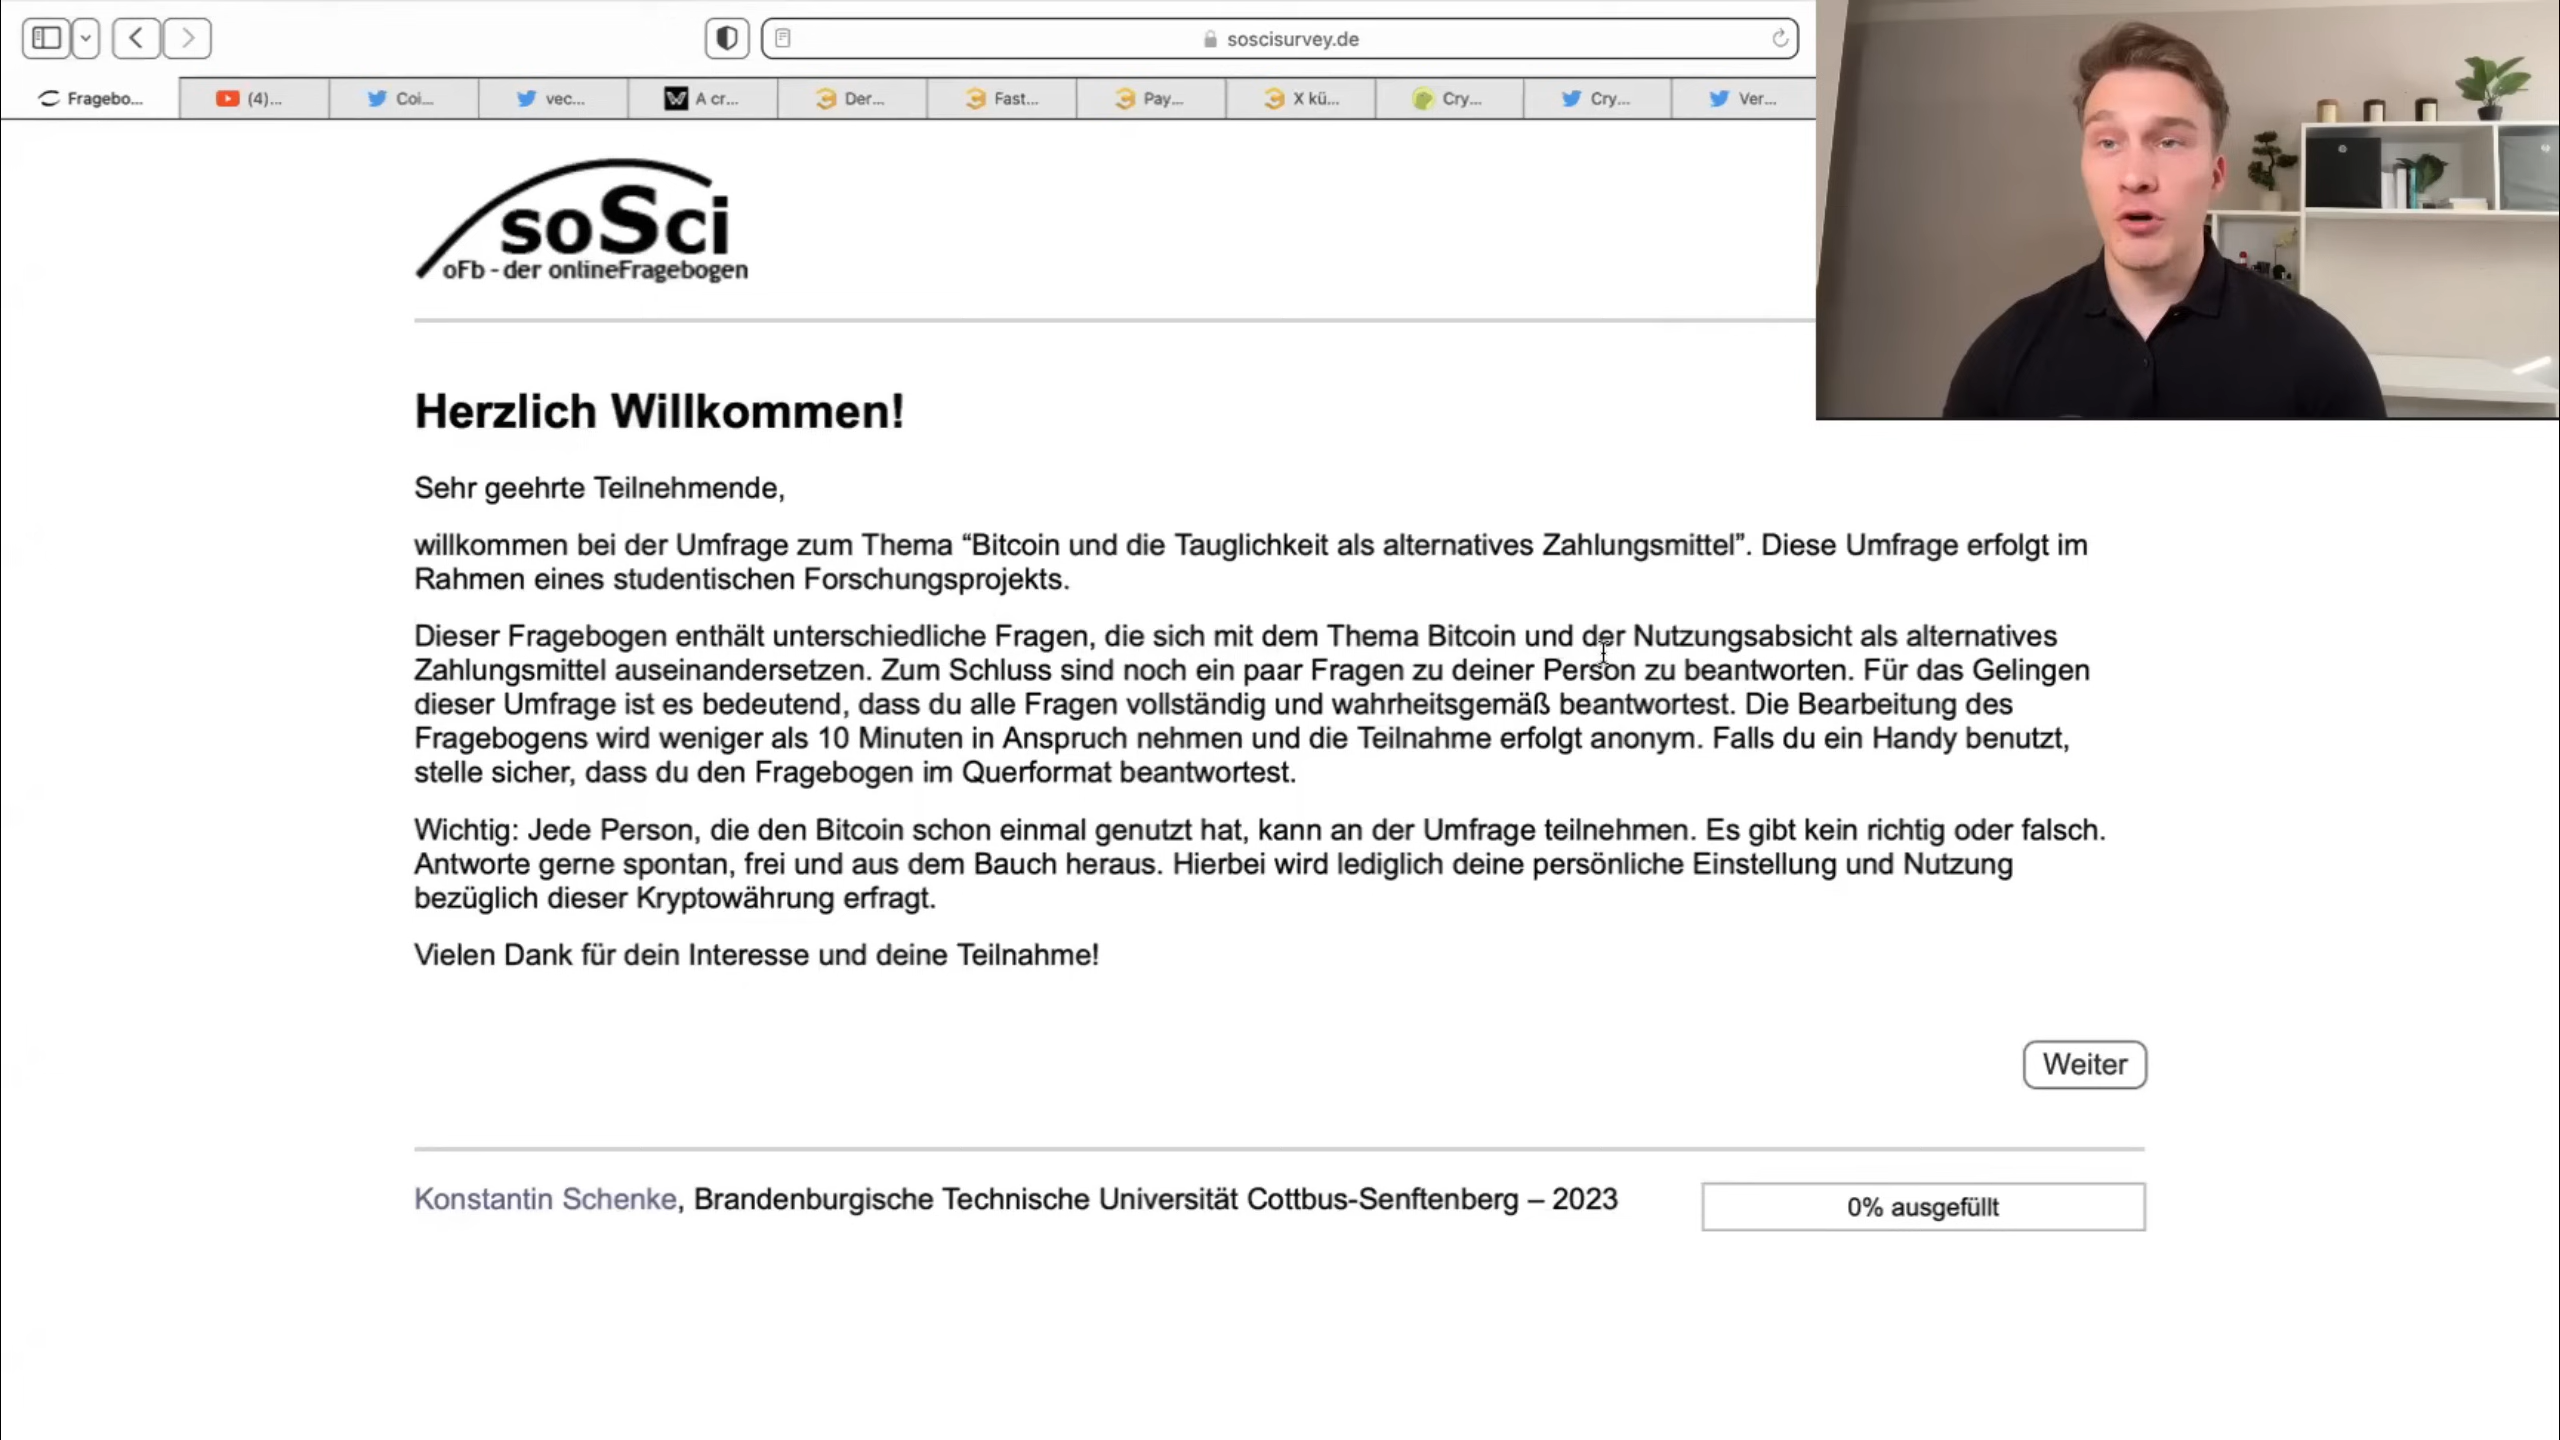 soscisurvey.de
Fragebo...
(4)...
Coi...
vec...
A cr...
Der...
Fast...
Pay...
X kü...
Cry...
Cry...
Ver...
soSci
oFb - der onlineFragebogen
Herzlich Willkommen!
Sehr geehrte Teilnehmende,
willkommen bei der Umfrage zum Thema “Bitcoin und die Tauglichkeit als alternatives Zahlungsmittel”. Diese Umfrage erfolgt im
Rahmen eines studentischen Forschungsprojekts.
Dieser Fragebogen enthält unterschiedliche Fragen, die sich mit dem Thema Bitcoin und der Nutzungsabsicht als alternatives
Zahlungsmittel auseinandersetzen. Zum Schluss sind noch ein paar Fragen zu deiner Person zu beantworten. Für das Gelingen
dieser Umfrage ist es bedeutend, dass du alle Fragen vollständig und wahrheitsgemäß beantwortest. Die Bearbeitung des
Fragebogens wird weniger als 10 Minuten in Anspruch nehmen und die Teilnahme erfolgt anonym. Falls du ein Handy benutzt,
stelle sicher, dass du den Fragebogen im Querformat beantwortest.
Wichtig: Jede Person, die den Bitcoin schon einmal genutzt hat, kann an der Umfrage teilnehmen. Es gibt kein richtig oder falsch.
Antworte gerne spontan, frei und aus dem Bauch heraus. Hierbei wird lediglich deine persönliche Einstellung und Nutzung
bezüglich dieser Kryptowährung erfragt.
Vielen Dank für dein Interesse und deine Teilnahme!
Weiter
Konstantin Schenke, Brandenburgische Technische Universität Cottbus-Senftenberg – 2023
0% ausgefüllt